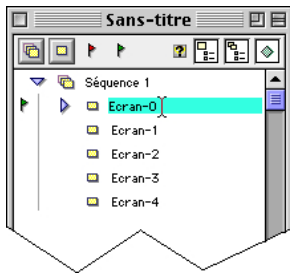 Sans-titre
?
Séquence 1
Ecran-0
Ecran-1
Ecran-2
Ecran-3
Ecran-4